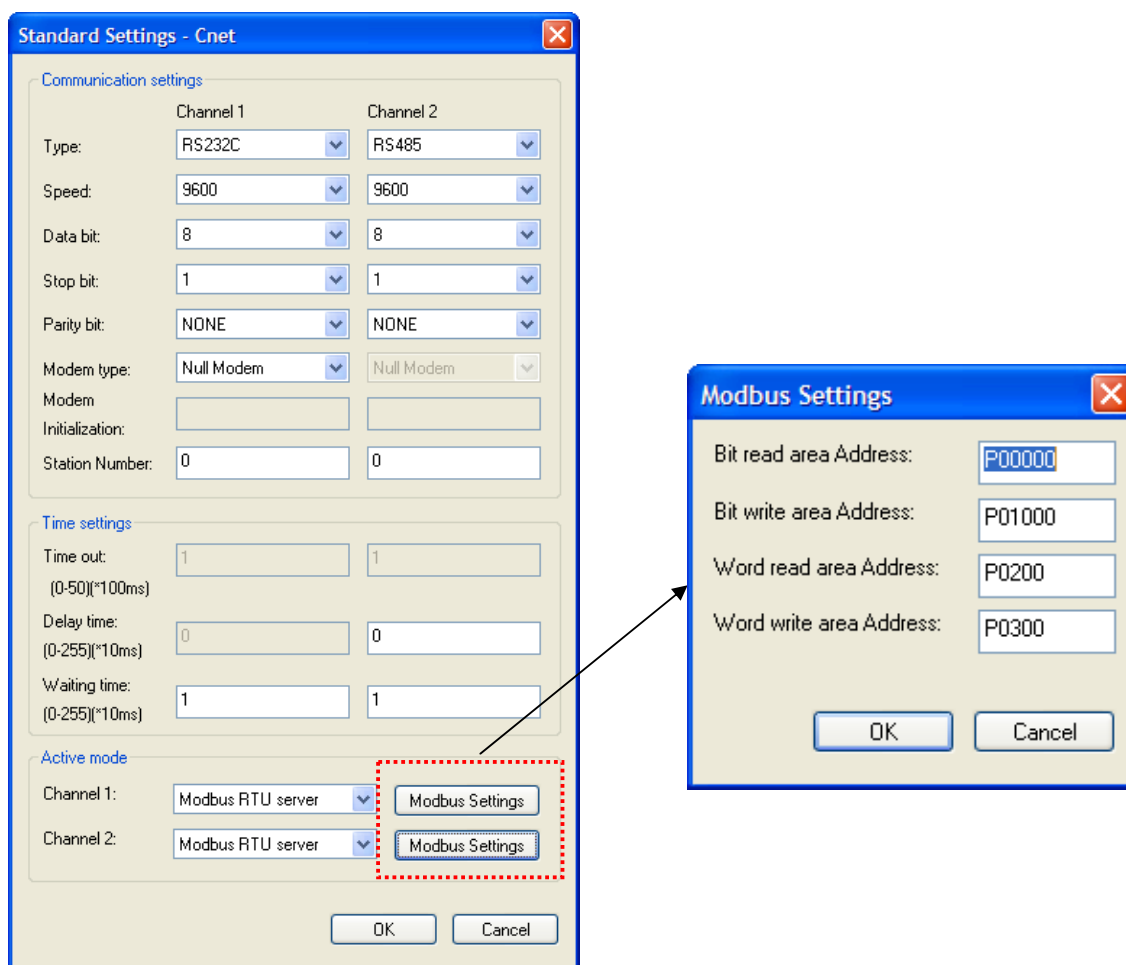 Standard Settings - Cnet
Communication settings
Channel 1 Channel 2
Type: RS232C RS485
Speed: 9600 9600
Data bit: 8 8
Stop bit: 1 1
Parity bit: NONE NONE
Modem type: Null Modem Null Modem
Modem
Initialization:
Station Number: 0 0
Time settings
Time out: 1 1
(0-50)(*100ms)
Delay time: 0 0
(0-255)(*10ms)
Waiting time: 1 1
(0-255)(*10ms)
Active mode
Channel 1: Modbus RTU server Modbus Settings
Channel 2: Modbus RTU server Modbus Settings
OK Cancel
Modbus Settings
Bit read area Address: P00000
Bit write area Address: P01000
Word read area Address: P0200
Word write area Address: P0300
OK Cancel